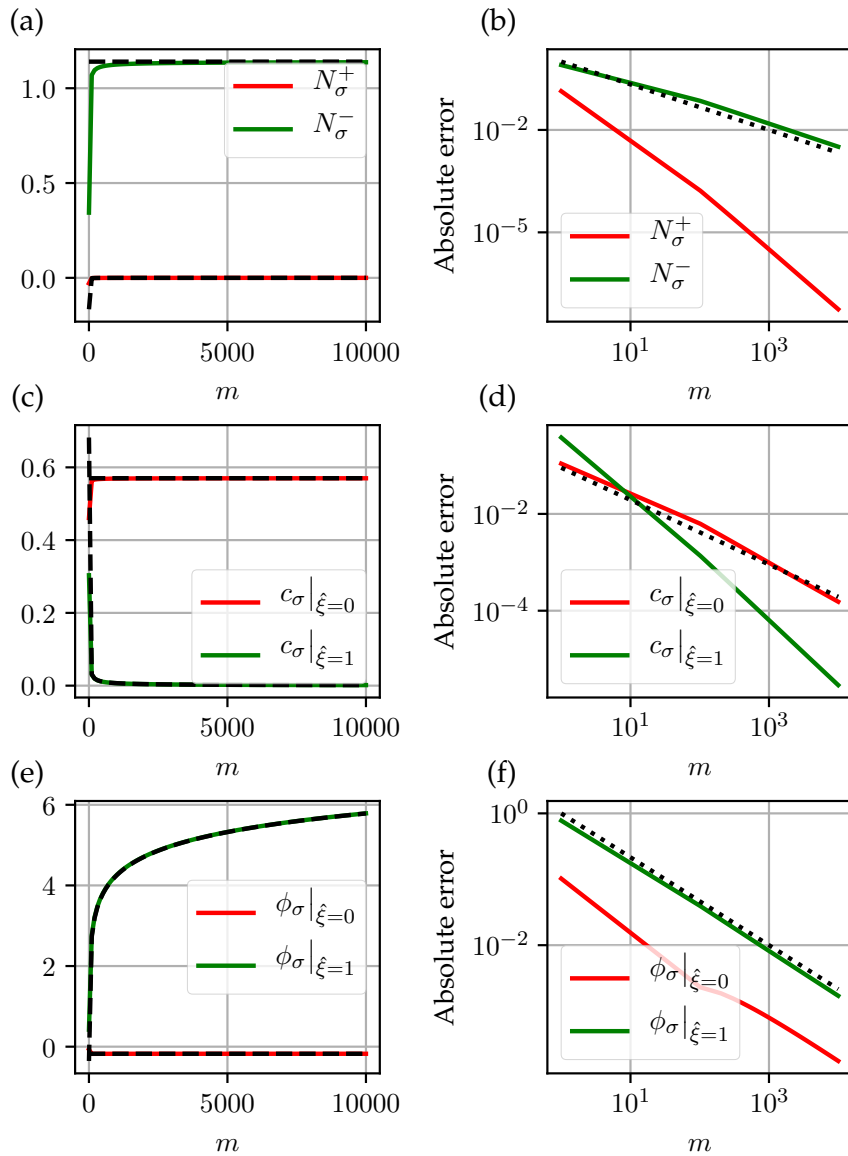 (a)
1.0
0.5
0.0
N_σ^+
N_σ^−
0
5000
10000
m
(b)
Absolute error
10^{−2}
10^{−5}
N_σ^+
N_σ^−
10^1
10^3
m
(c)
0.6
0.4
0.2
0.0
c_σ|_{ξ̂=0}
c_σ|_{ξ̂=1}
0
5000
10000
m
(d)
Absolute error
10^{−2}
10^{−4}
c_σ|_{ξ̂=0}
c_σ|_{ξ̂=1}
10^1
10^3
m
(e)
6
4
2
0
ϕ_σ|_{ξ̂=0}
ϕ_σ|_{ξ̂=1}
0
5000
10000
m
(f)
Absolute error
10^0
10^{−2}
ϕ_σ|_{ξ̂=0}
ϕ_σ|_{ξ̂=1}
10^1
10^3
m